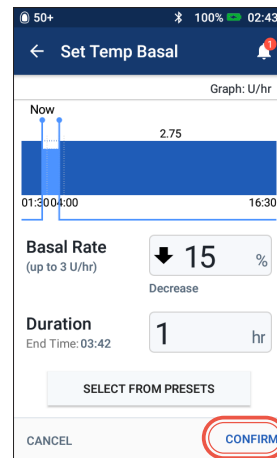 50+ 100% 02:43
Set Temp Basal 1
Graph: U/hr
Now
2.75
01:30 04:00 16:30
Basal Rate
(up to 3 U/hr)
15 %
Decrease
Duration
End Time: 03:42
1 hr
SELECT FROM PRESETS
CANCEL CONFIRM